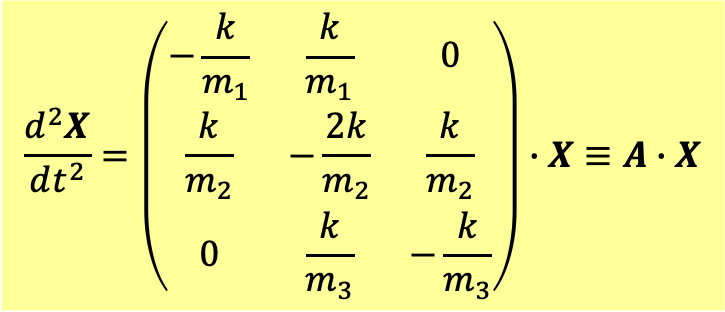 d²X/dt² = ( −k/m₁ k/m₁ 0
k/m₂ −2k/m₂ k/m₂
0 k/m₃ −k/m₃ ) · X ≡ A · X